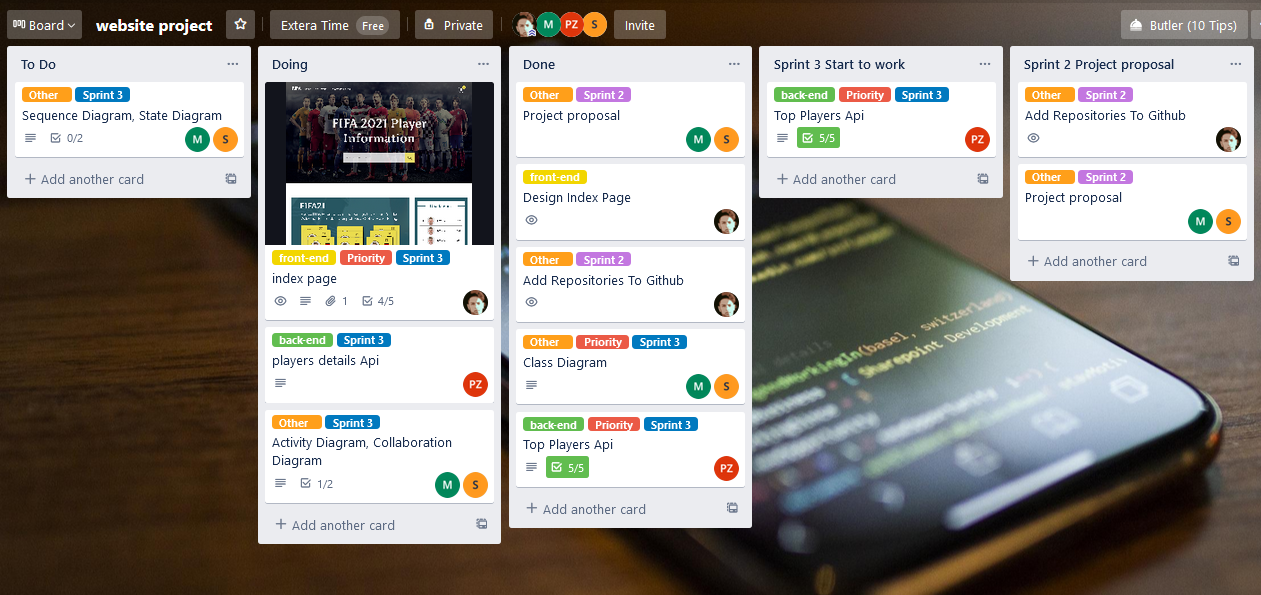 Board
website project
Extera Time Free
Private
M PZ S
Invite
Butler (10 Tips)
To Do
Other Sprint 3
Sequence Diagram, State Diagram
0/2
M S
Add another card
Doing
FIFA 2021 Player
Information
FIFA21
front-end Priority Sprint 3
index page
1 4/5
back-end Sprint 3
players details Api
PZ
Other Sprint 3
Activity Diagram, Collaboration
Diagram
1/2
M S
Add another card
Done
Other Sprint 2
Project proposal
M S
front-end
Design Index Page
Other Sprint 2
Add Repositories To Github
Other Priority Sprint 3
Class Diagram
M S
back-end Priority Sprint 3
Top Players Api
5/5
PZ
Add another card
Sprint 3 Start to work
back-end Priority Sprint 3
Top Players Api
5/5
PZ
Add another card
Sprint 2 Project proposal
Other Sprint 2
Add Repositories To Github
Other Sprint 2
Project proposal
M S
Add another card
(basel, switzerland)
Sharepoint Development